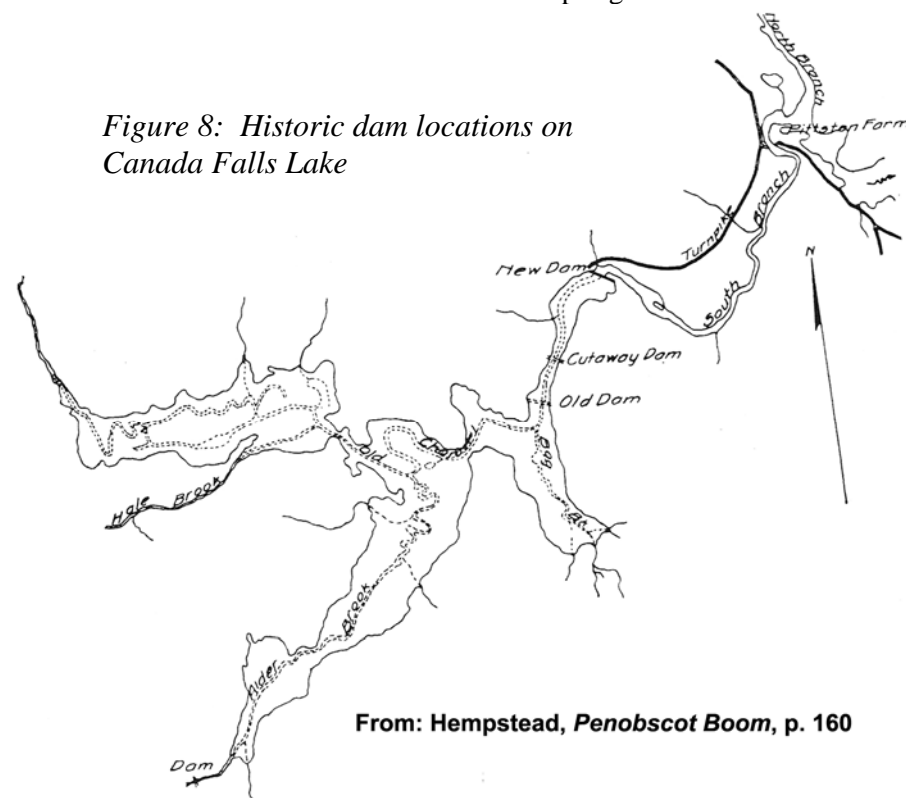 Figure 8: Historic dam locations on
Canada Falls Lake
North Branch
Pittston Farm
Turnpike
South Branch
N
New Dam
Cutaway Dam
Old Dam
Dog Br.
Old Channel
Hale Brook
Alder Brook
Dam
From: Hempstead, Penobscot Boom, p. 160